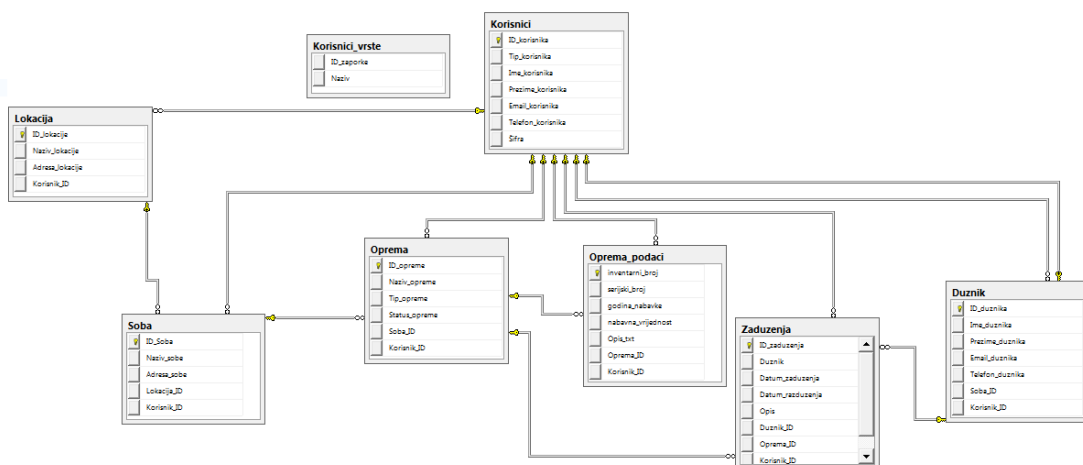 Korisnici
ID_korisnika
Tip_korisnika
Ime_korisnika
Prezime_korisnika
Email_korisnika
Telefon_korisnika
Šifra
Korisnici_vrste
ID_zaporke
Naziv
Lokacija
ID_lokacije
Naziv_lokacije
Adresa_lokacije
Korisnik_ID
Oprema
ID_opreme
Naziv_opreme
Tip_opreme
Status_opreme
Soba_ID
Korisnik_ID
Oprema_podaci
inventarni_broj
serijski_broj
godina_nabavke
nabavna_vrijednost
Opis_txt
Oprema_ID
Korisnik_ID
Duznik
ID_duznika
Ime_duznika
Prezime_duznika
Email_duznika
Telefon_duznika
Soba_ID
Korisnik_ID
Soba
ID_Soba
Naziv_sobe
Adresa_sobe
Lokacija_ID
Korisnik_ID
Zaduzenja
ID_zaduzenja
Duznik
Datum_zaduzenja
Datum_razduzenja
Opis
Duznik_ID
Oprema_ID
Korisnik_ID